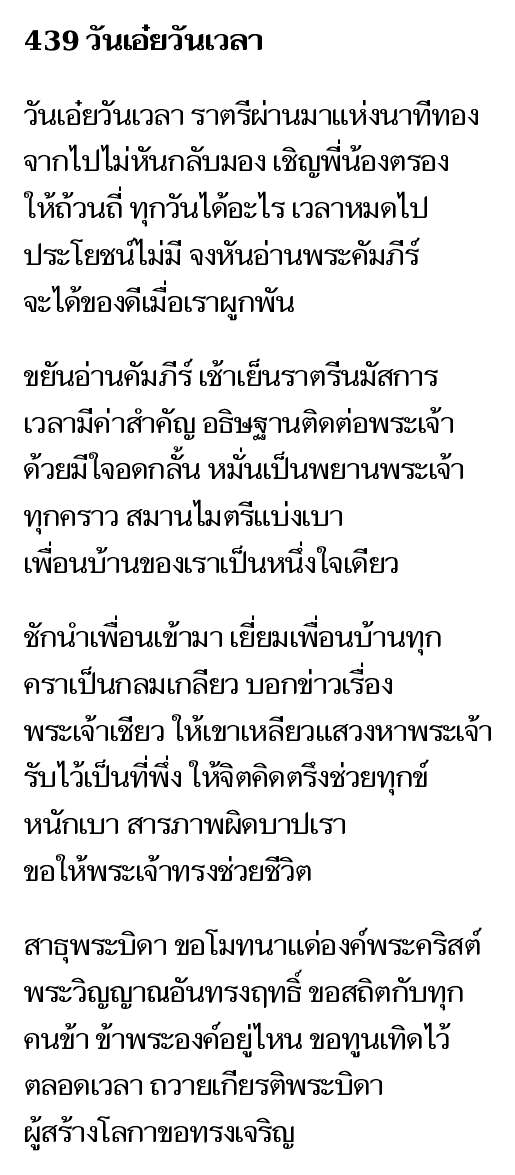 439 วันเอ๋ยวันเวลา
วันเอ๋ยวันเวลา ราตรีผ่านมาแห่งนาทีทอง
จากไปไม่หันกลับมอง เชิญพี่น้องตรอง
ให้ถ้วนถี่ ทุกวันได้อะไร เวลาหมดไป
ประโยชน์ไม่มี จงหันอ่านพระคัมภีร์
จะได้ของดีเมื่อเราผูกพัน
ขยันอ่านคัมภีร์ เช้าเย็นราตรีนมัสการ
เวลามีค่าสำคัญ อธิษฐานติดต่อพระเจ้า
ด้วยมีใจอดกลั้น หมั่นเป็นพยานพระเจ้า
ทุกคราว สมานไมตรีแบ่งเบา
เพื่อนบ้านของเราเป็นหนึ่งใจเดียว
ชักนำเพื่อนเข้ามา เยี่ยมเพื่อนบ้านทุก
คราเป็นกลมเกลียว บอกข่าวเรื่อง
พระเจ้าเชียว ให้เขาเหลียวแสวงหาพระเจ้า
รับไว้เป็นที่พึ่ง ให้จิตคิดตรึงช่วยทุกข์
หนักเบา สารภาพผิดบาปเรา
ขอให้พระเจ้าทรงช่วยชีวิต
สาธุพระบิดา ขอโมทนาแด่องค์พระคริสต์
พระวิญญาณอันทรงฤทธิ์ ขอสถิตกับทุก
คนข้า ข้าพระองค์อยู่ไหน ขอทูนเทิดไว้
ตลอดเวลา ถวายเกียรติพระบิดา
ผู้สร้างโลกาขอทรงเจริญ